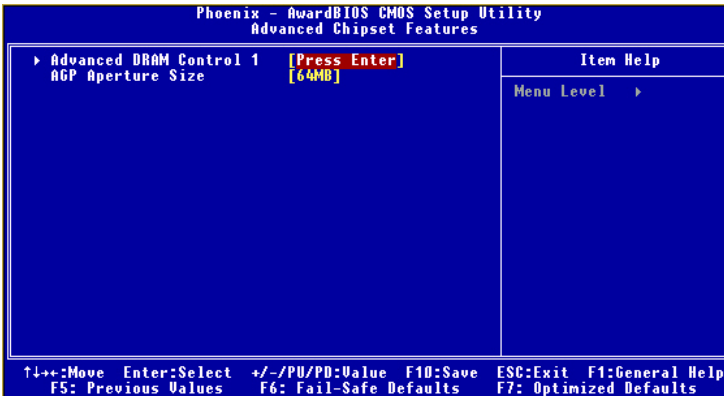 Phoenix - AwardBIOS CMOS Setup Utility
Advanced Chipset Features
▸ Advanced DRAM Control 1 [Press Enter]
AGP Aperture Size [64MB]
Item Help
Menu Level ▸
↑↓→←:Move Enter:Select +/-/PU/PD:Value F10:Save ESC:Exit F1:General Help
F5: Previous Values F6: Fail-Safe Defaults F7: Optimized Defaults